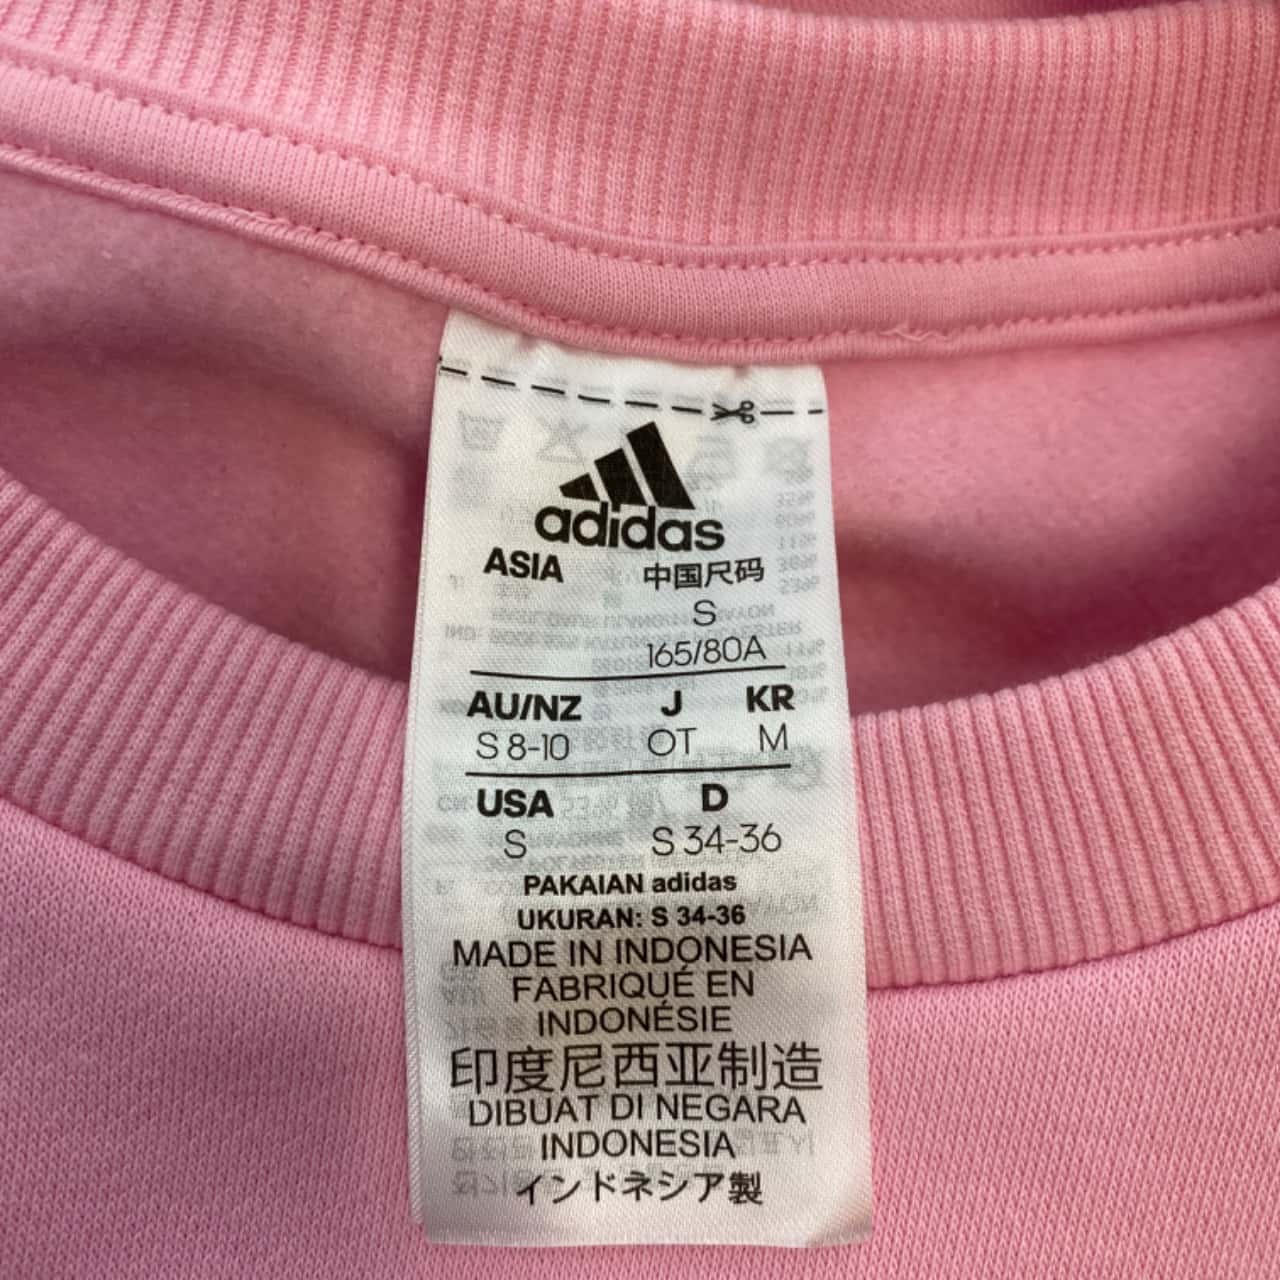 adidas
ASIA 中国尺码
S
165/80A
AU/NZ J KR
S 8-10 OT M
USA D
S S 34-36
PAKAIAN adidas
UKURAN: S 34-36
MADE IN INDONESIA
FABRIQUÉ EN
INDONÉSIE
印度尼西亚制造
DIBUAT DI NEGARA
INDONESIA
インドネシア製